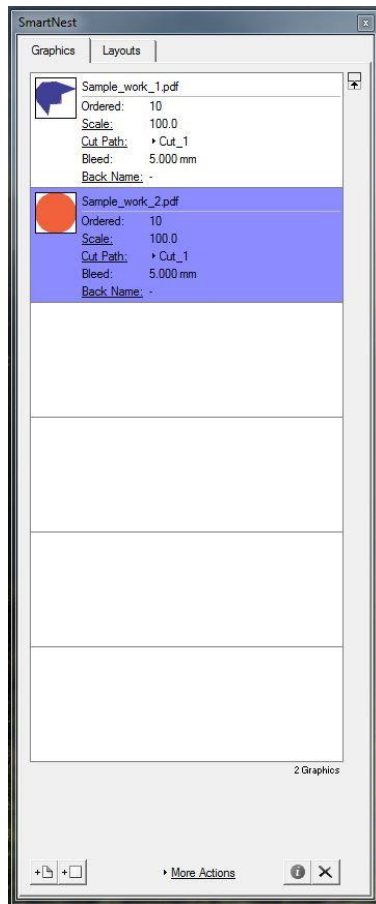 SmartNest
Graphics Layouts
Sample_work_1.pdf
Ordered: 10
Scale: 100.0
Cut Path: Cut_1
Bleed: 5.000 mm
Back Name: -
Sample_work_2.pdf
Ordered: 10
Scale: 100.0
Cut Path: Cut_1
Bleed: 5.000 mm
Back Name: -
2 Graphics
More Actions